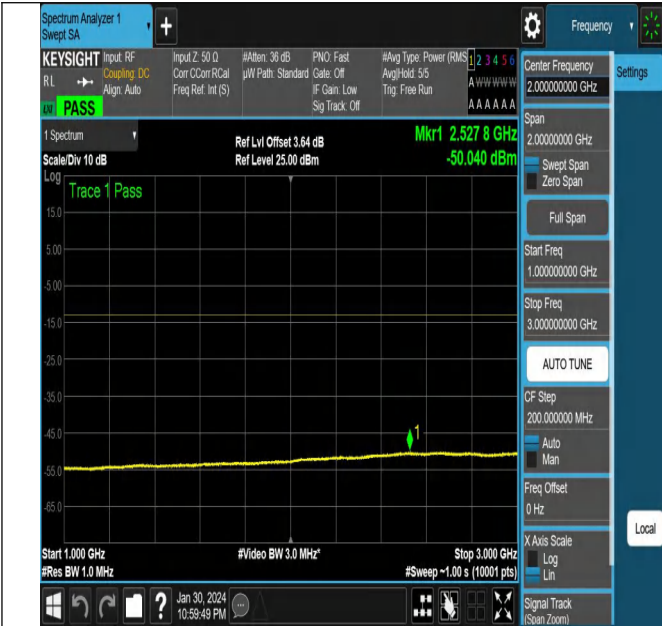 Spectrum Analyzer 1
Swept SA
Frequency
KEYSIGHT
RL
LXI
PASS
Input: RF
Coupling: DC
Align: Auto
Input Z: 50 Ω
Corr CCorr RCal
Freq Ref: Int (S)
#Atten: 36 dB
µW Path: Standard
PNO: Fast
Gate: Off
IF Gain: Low
Sig Track: Off
#Avg Type: Power (RMS
Avg|Hold: 5/5
Trig: Free Run
1 2 3 4 5 6
A W W W W W
A A A A A A
1 Spectrum
Scale/Div 10 dB
Ref Lvl Offset 3.64 dB
Ref Level 25.00 dBm
Mkr1 2.527 8 GHz
-50.040 dBm
Log
Trace 1 Pass
15.0
5.00
-5.00
-15.0
-25.0
-35.0
-45.0
-55.0
-65.0
1
Start 1.000 GHz
#Res BW 1.0 MHz
#Video BW 3.0 MHz*
Stop 3.000 GHz
#Sweep ~1.00 s (10001 pts)
Center Frequency
2.000000000 GHz
Settings
Span
2.00000000 GHz
Swept Span
Zero Span
Full Span
Start Freq
1.000000000 GHz
Stop Freq
3.000000000 GHz
AUTO TUNE
CF Step
200.000000 MHz
Auto
Man
Freq Offset
0 Hz
Local
X Axis Scale
Log
Lin
Signal Track
(Span Zoom)
?
Jan 30, 2024
10:59:49 PM